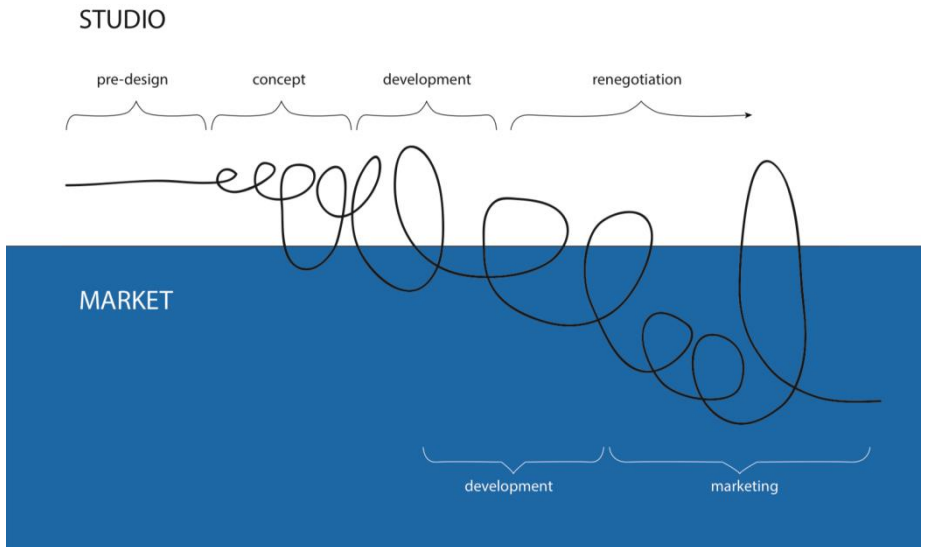 STUDIO
pre-design
concept
development
renegotiation
MARKET
development
marketing